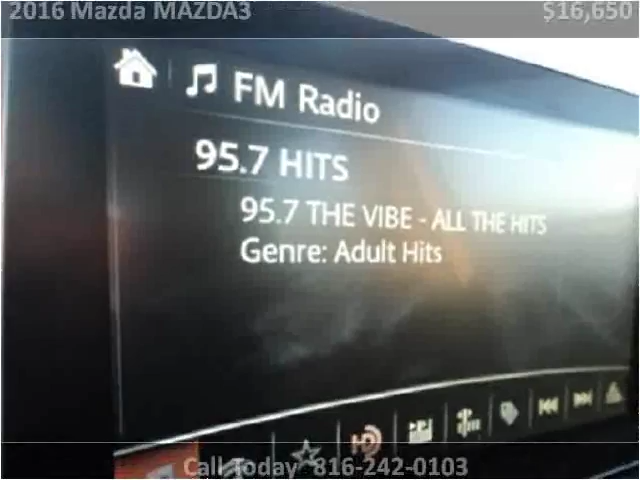 2016 Mazda MAZDA3 $16,650
FM Radio
95.7 HITS
95.7 THE VIBE - ALL THE HITS
Genre: Adult Hits
HD
Call Today 816-242-0103